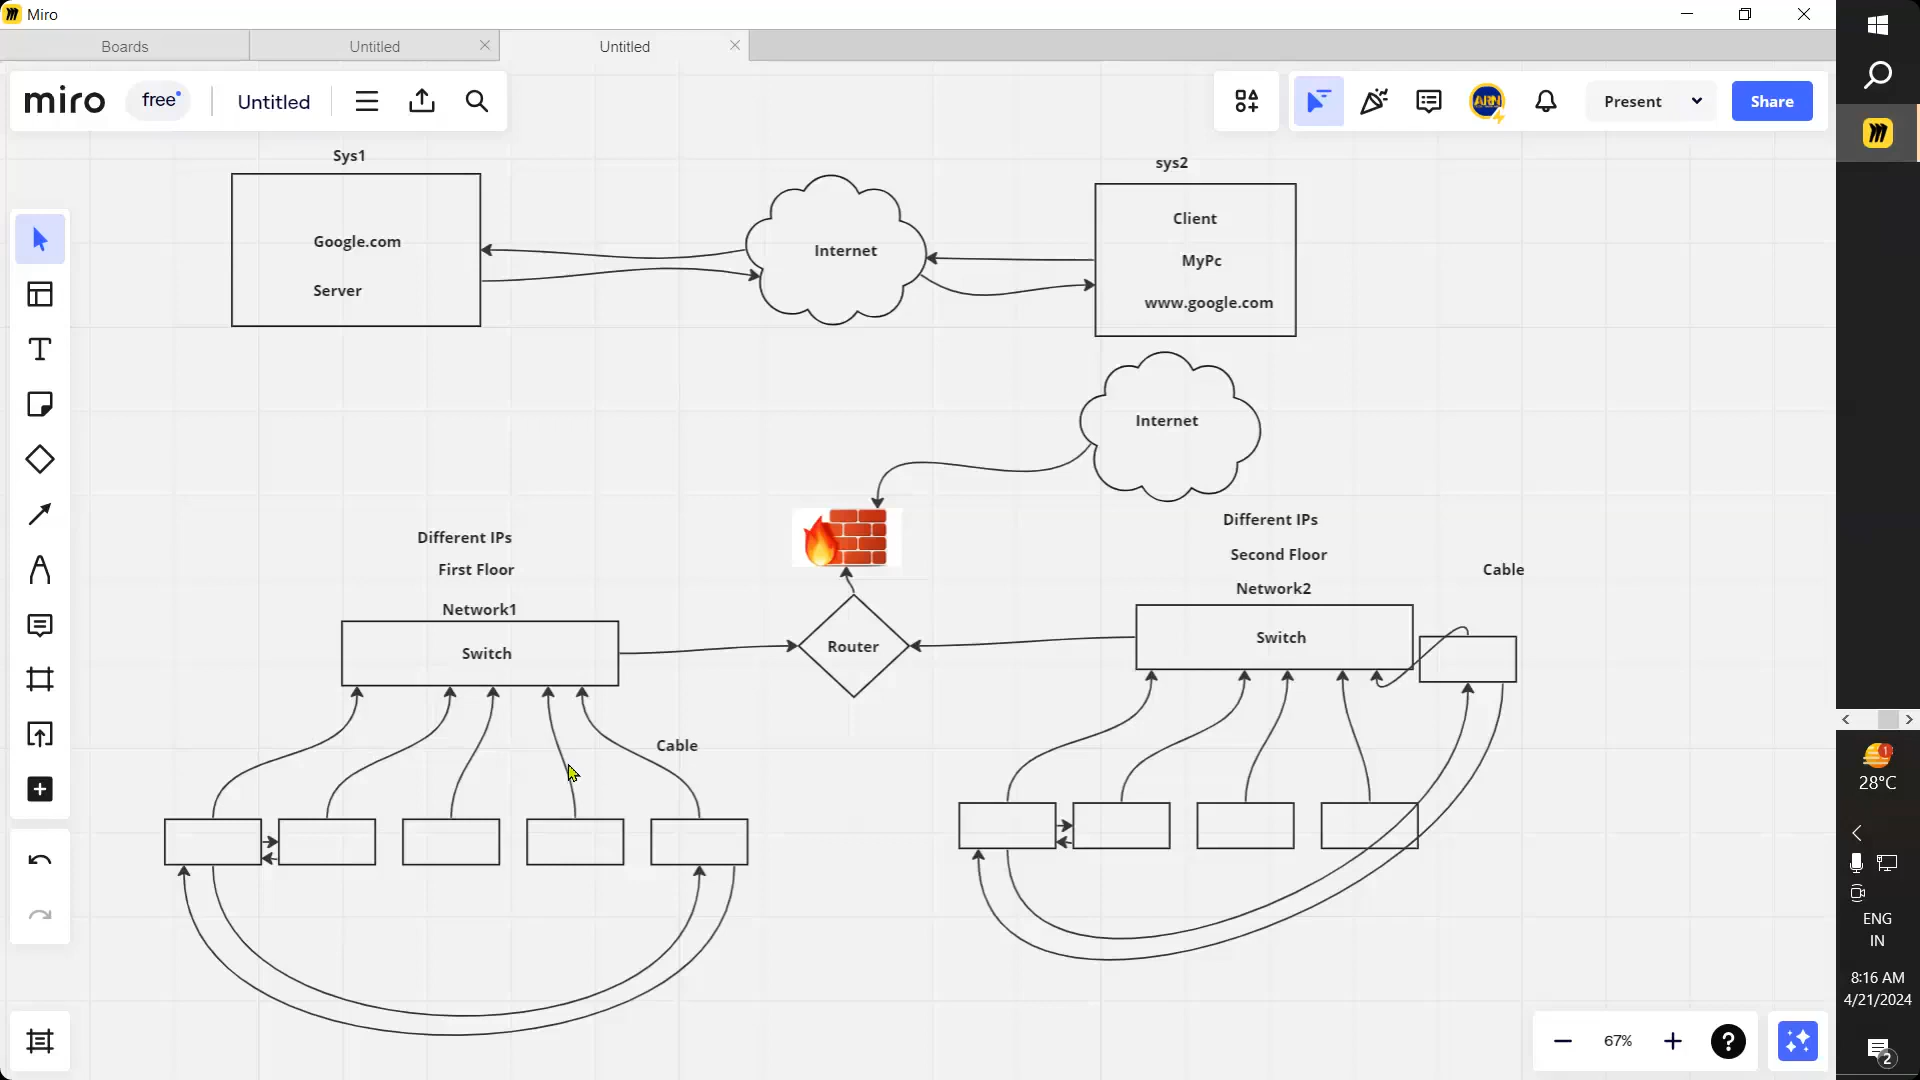 Miro
Boards
Untitled
Untitled
miro
free
Untitled
Present
Share
Sys1
Google.com
Server
Internet
sys2
Client
MyPc
www.google.com
Internet
Different IPs
First Floor
Network1
Switch
Router
Different IPs
Second Floor
Network2
Switch
Cable
Cable
67%
1
28°C
ENG
IN
8:16 AM
4/21/2024
2